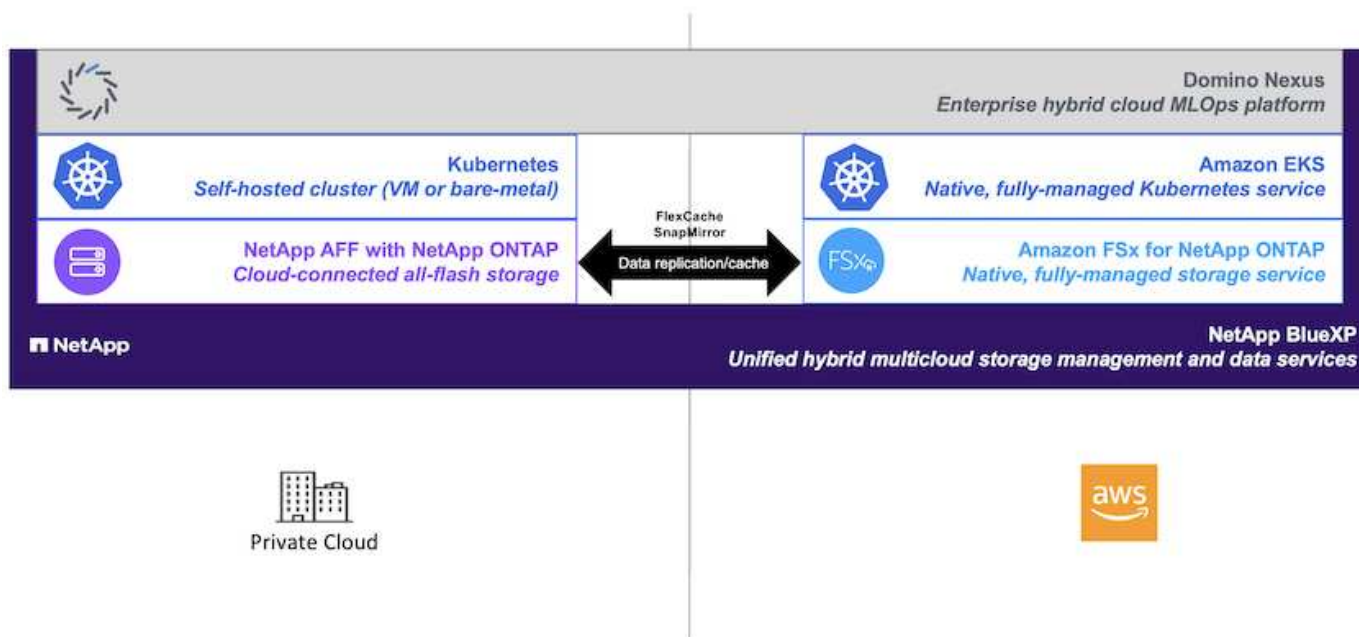 Domino Nexus
Enterprise hybrid cloud MLOps platform
Kubernetes
Self-hosted cluster (VM or bare-metal)
Amazon EKS
Native, fully-managed Kubernetes service
FlexCache
SnapMirror
Data replication/cache
NetApp AFF with NetApp ONTAP
Cloud-connected all-flash storage
FSx
Amazon FSx for NetApp ONTAP
Native, fully-managed storage service
NetApp
NetApp BlueXP
Unified hybrid multicloud storage management and data services
Private Cloud
aws